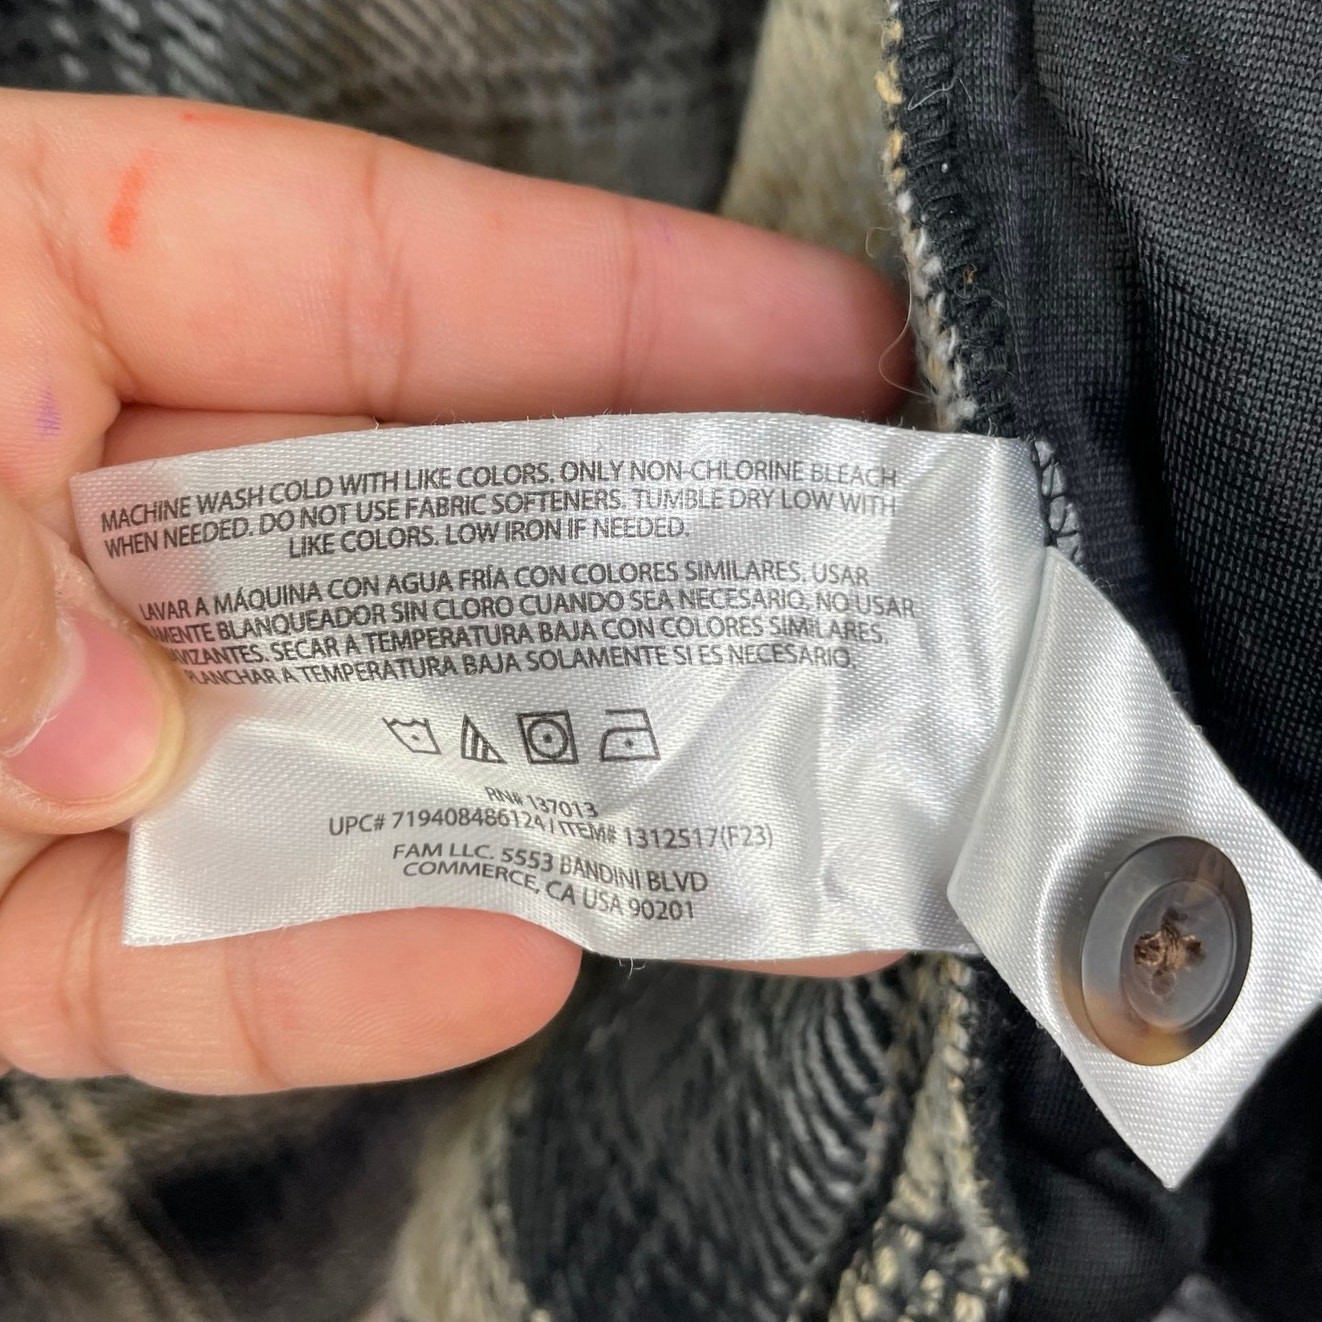 MACHINE WASH COLD WITH LIKE COLORS. ONLY NON-CHLORINE BLEACH
WHEN NEEDED. DO NOT USE FABRIC SOFTENERS. TUMBLE DRY LOW WITH
LIKE COLORS. LOW IRON IF NEEDED.
LAVAR A MÁQUINA CON AGUA FRÍA CON COLORES SIMILARES. USAR
BLANQUEADOR SIN CLORO CUANDO SEA NECESARIO, NO USAR
SECAR A TEMPERATURA BAJA CON COLORES SIMILARES,
PLANCHAR A TEMPERATURA BAJA SOLAMENTE SI ES NECESARIO.
RN# 137013
UPC# 719408486124 / ITEM# 1312517(F23)
FAM LLC. 5553 BANDINI BLVD
COMMERCE, CA USA 90201